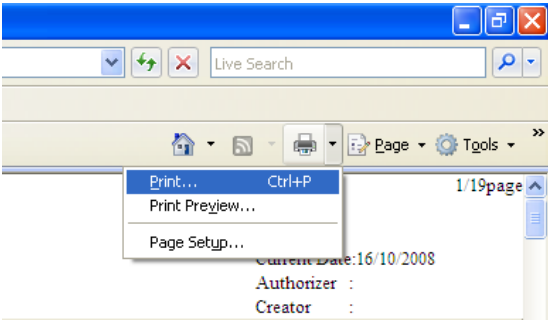 Live Search
Page Tools »
Print... Ctrl+P
1/19page
Print Preview...
Page Setup...
Current Date:16/10/2008
Authorizer :
Creator :